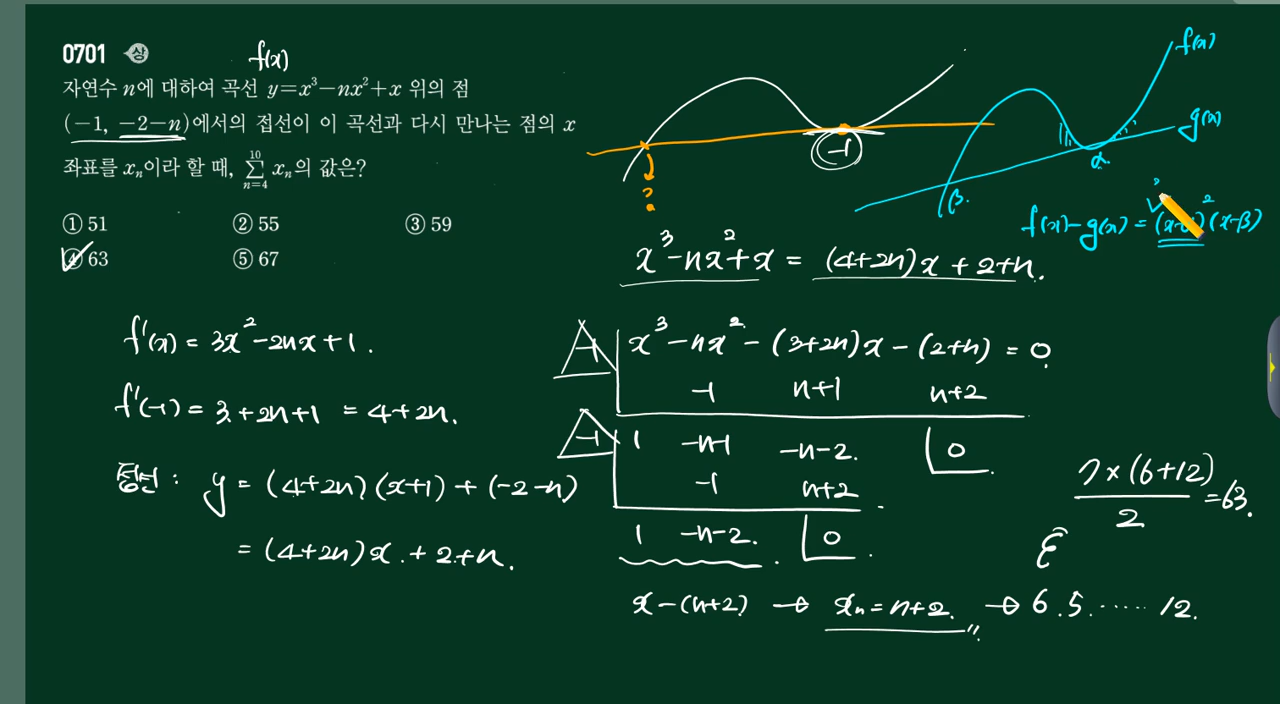 0701 상
f(x)
자연수 n에 대하여 곡선 y=x³-nx²+x 위의 점
(-1, -2-n)에서의 접선이 이 곡선과 다시 만나는 점의 x
좌표를 xₙ이라 할 때, ∑ₙ₌₄¹⁰ xₙ의 값은?
① 51 ② 55 ③ 59
④ 63 ⑤ 67
f'(x) = 3x²-2nx+1.
f'(-1) = 3+2n+1 = 4+2n.
접선 : y = (4+2n)(x+1) + (-2-n)
= (4+2n)x + 2+n.
-1
?
f(x)
g(x)
α
β
f(x)-g(x) = (x-α)²(x-β)
x³-nx²+x = (4+2n)x + 2+n.
-1 x³-nx²-(3+2n)x-(2+n) = 0
-1 n+1 n+2
-1 1 -n-1 -n-2. 0
-1 n+2
1 -n-2. 0
x-(n+2) → xₙ = n+2. → 6. 5. ..... 12.
7×(6+12)
2
=63.